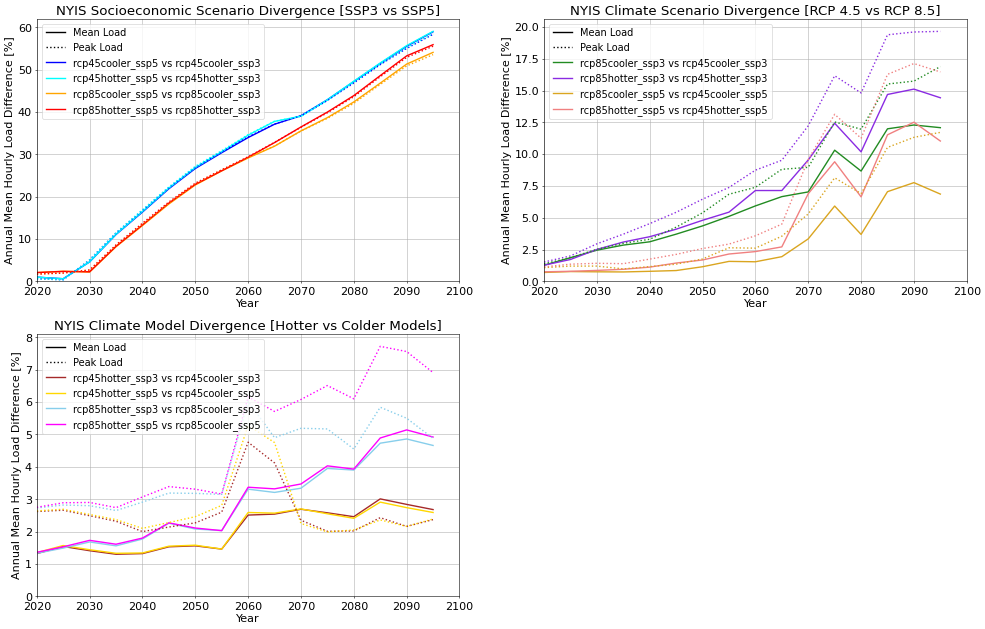 NYIS Socioeconomic Scenario Divergence [SSP3 vs SSP5]
Annual Mean Hourly Load Difference [%]
60
50
40
30
20
10
0
Mean Load
Peak Load
rcp45cooler_ssp5 vs rcp45cooler_ssp3
rcp45hotter_ssp5 vs rcp45hotter_ssp3
rcp85cooler_ssp5 vs rcp85cooler_ssp3
rcp85hotter_ssp5 vs rcp85hotter_ssp3
2020 2030 2040 2050 2060 2070 2080 2090 2100
Year
NYIS Climate Scenario Divergence [RCP 4.5 vs RCP 8.5]
Annual Mean Hourly Load Difference [%]
20.0
17.5
15.0
12.5
10.0
7.5
5.0
2.5
0.0
Mean Load
Peak Load
rcp85cooler_ssp3 vs rcp45cooler_ssp3
rcp85hotter_ssp3 vs rcp45hotter_ssp3
rcp85cooler_ssp5 vs rcp45cooler_ssp5
rcp85hotter_ssp5 vs rcp45hotter_ssp5
2020 2030 2040 2050 2060 2070 2080 2090 2100
Year
NYIS Climate Model Divergence [Hotter vs Colder Models]
Annual Mean Hourly Load Difference [%]
8
7
6
5
4
3
2
1
0
Mean Load
Peak Load
rcp45hotter_ssp3 vs rcp45cooler_ssp3
rcp45hotter_ssp5 vs rcp45cooler_ssp5
rcp85hotter_ssp3 vs rcp85cooler_ssp3
rcp85hotter_ssp5 vs rcp85cooler_ssp5
2020 2030 2040 2050 2060 2070 2080 2090 2100
Year